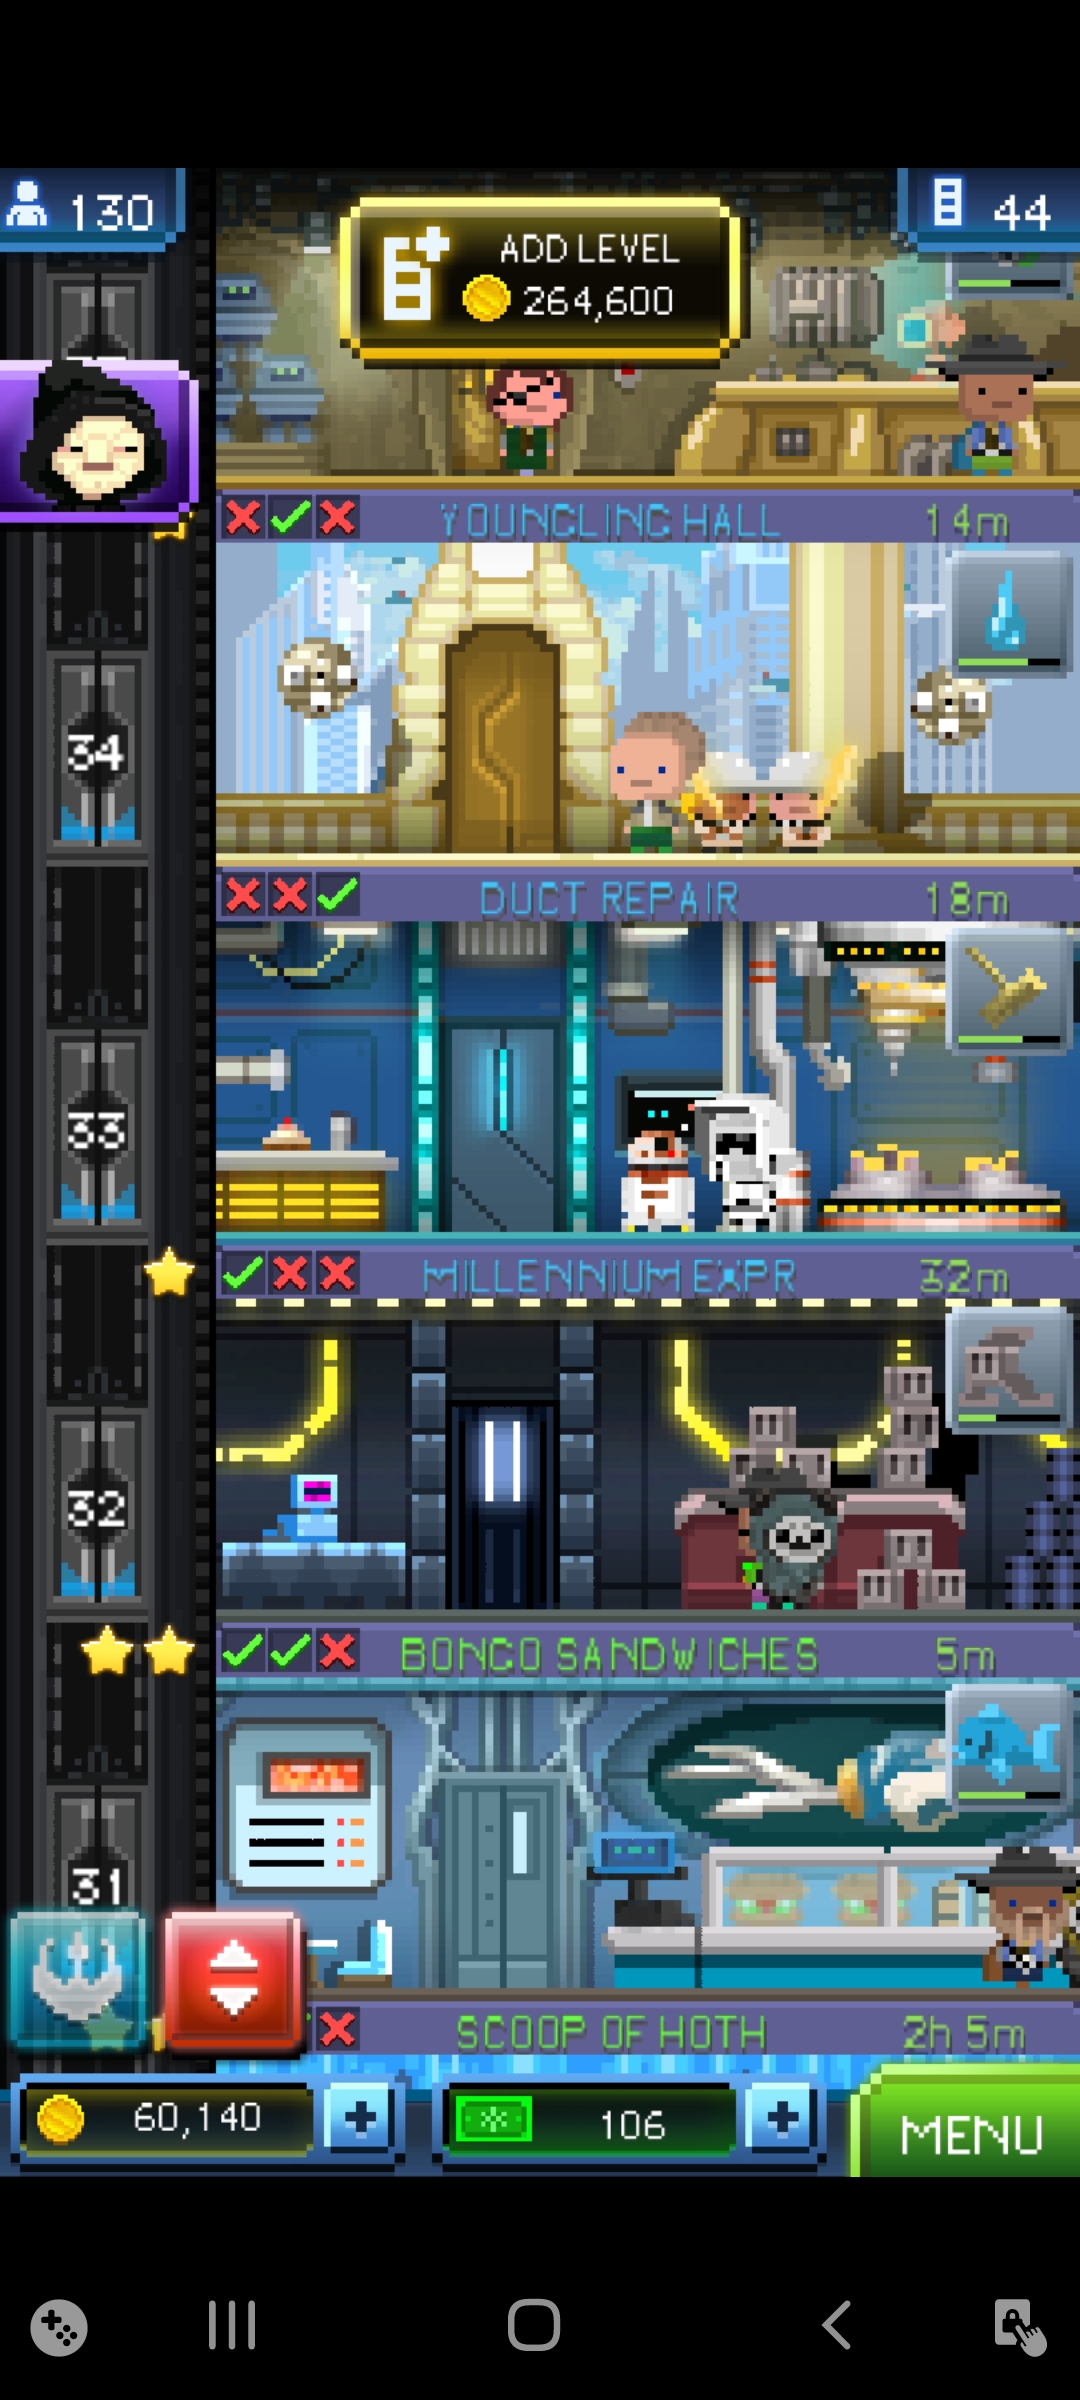 130
ADD LEVEL
264,600
44
YOUNGLING HALL 14m
34
DUCT REPAIR 18m
33
MILLENNIUM EXPR 32m
32
BONGO SANDWICHES 5m
31
SCOOP OF HOTH 2h 5m
60,140
106
MENU